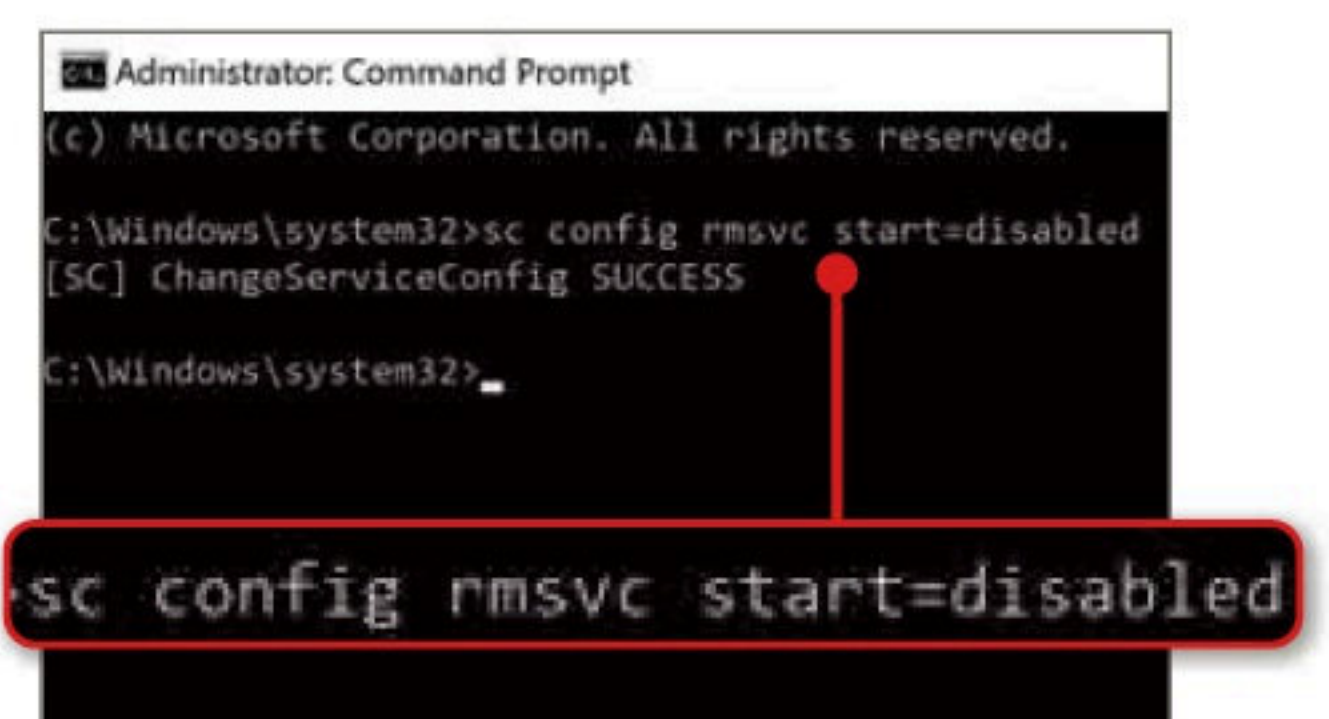 Administrator: Command Prompt
(c) Microsoft Corporation. All rights reserved.
C:\Windows\system32>sc config rmsvc start=disabled
[SC] ChangeServiceConfig SUCCESS
C:\Windows\system32>
sc config rmsvc start=disabled